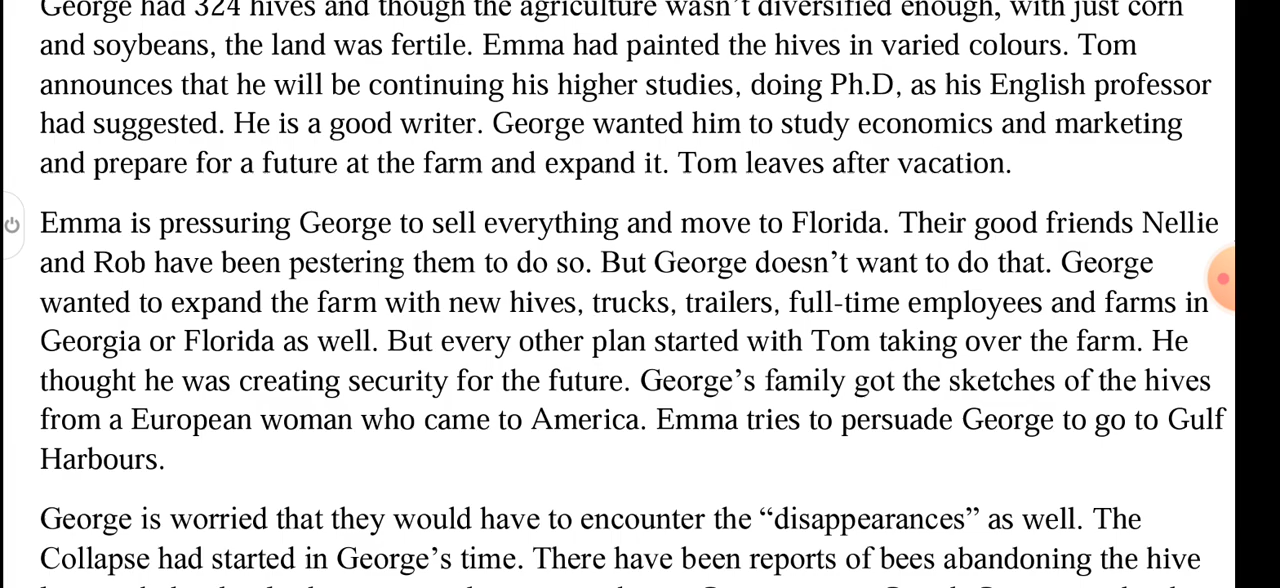 George had 324 hives and though the agriculture wasn’t diversified enough, with just corn
and soybeans, the land was fertile. Emma had painted the hives in varied colours. Tom
announces that he will be continuing his higher studies, doing Ph.D, as his English professor
had suggested. He is a good writer. George wanted him to study economics and marketing
and prepare for a future at the farm and expand it. Tom leaves after vacation.
Emma is pressuring George to sell everything and move to Florida. Their good friends Nellie
and Rob have been pestering them to do so. But George doesn’t want to do that. George
wanted to expand the farm with new hives, trucks, trailers, full-time employees and farms in
Georgia or Florida as well. But every other plan started with Tom taking over the farm. He
thought he was creating security for the future. George’s family got the sketches of the hives
from a European woman who came to America. Emma tries to persuade George to go to Gulf
Harbours.
George is worried that they would have to encounter the “disappearances” as well. The
Collapse had started in George’s time. There have been reports of bees abandoning the hive